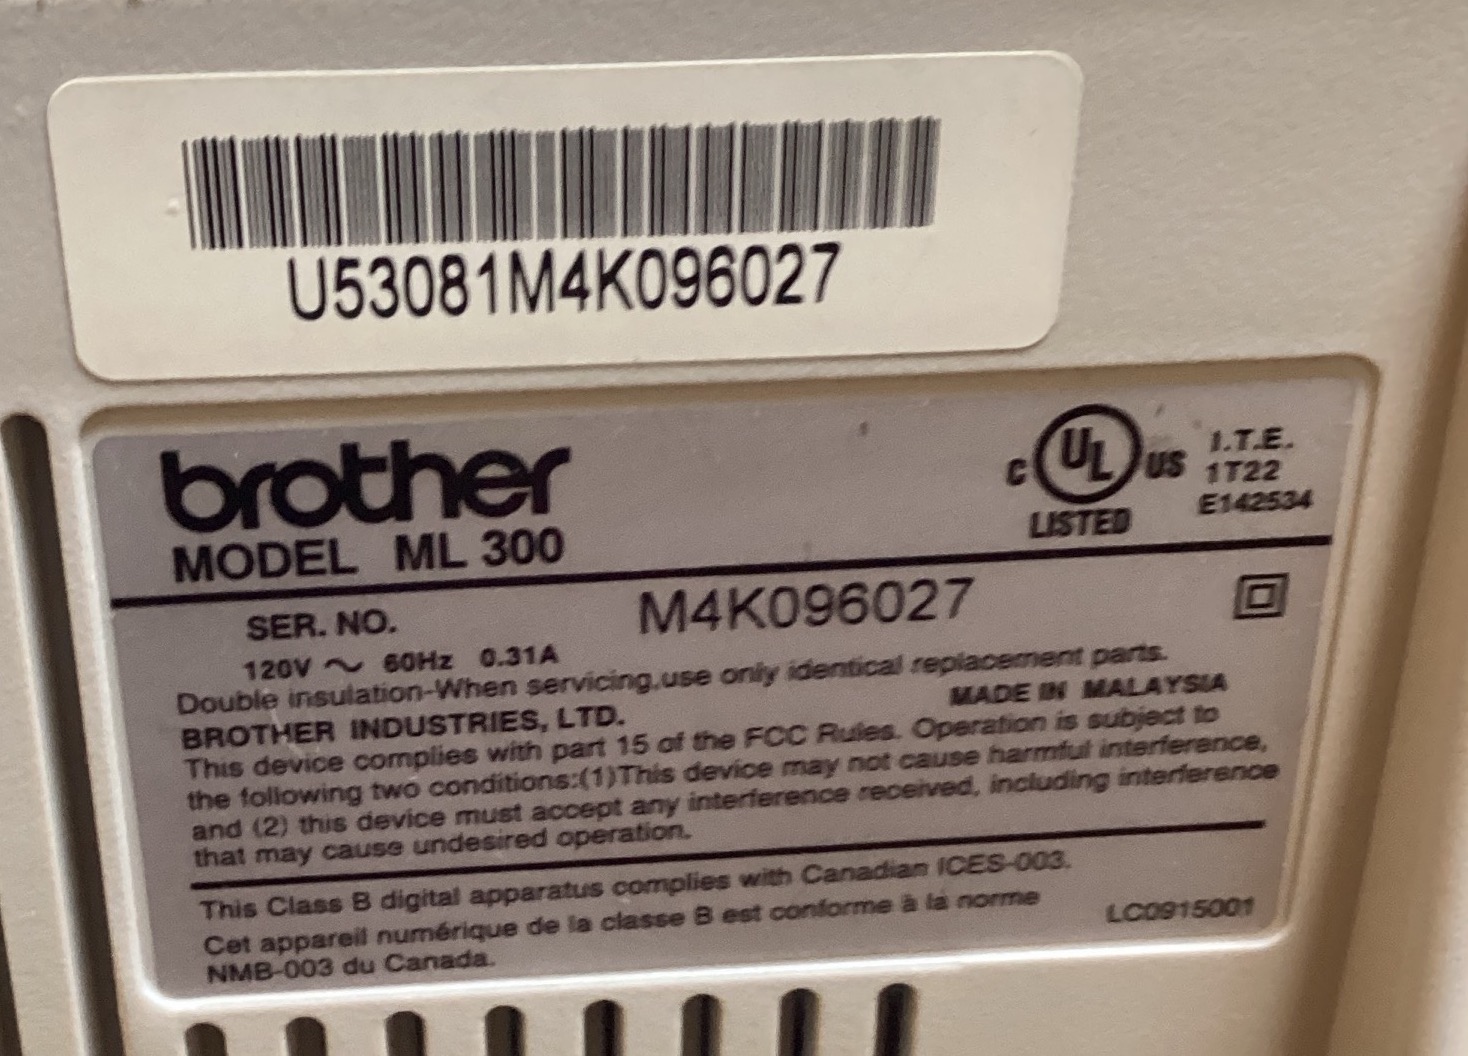 U53081M4K096027
brother
MODEL ML 300
C UL US
LISTED
I.T.E.
1T22
E142534
SER. NO. M4K096027
120V ~ 60Hz 0.31A
Double insulation-When servicing,use only identical replacement parts.
BROTHER INDUSTRIES, LTD. MADE IN MALAYSIA
This device complies with part 15 of the FCC Rules. Operation is subject to
the following two conditions:(1)This device may not cause harmful interference,
and (2) this device must accept any interference received, including interference
that may cause undesired operation.
This Class B digital apparatus complies with Canadian ICES-003.
Cet appareil numérique de la classe B est conforme à la norme
NMB-003 du Canada.
LC0915001